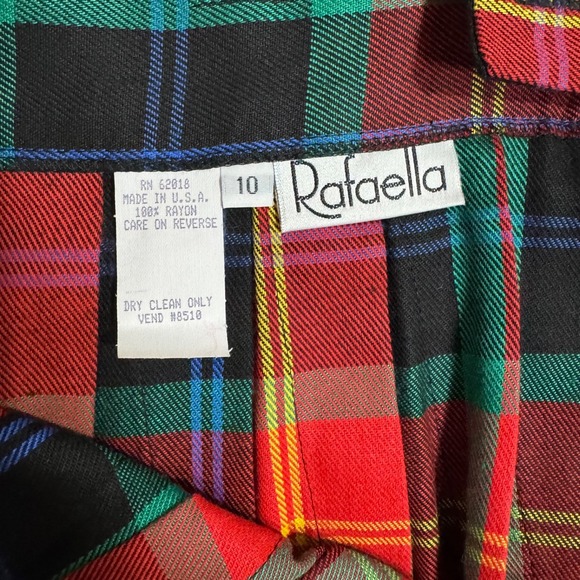 RN 62018
MADE IN U.S.A.
100% RAYON
CARE ON REVERSE
DRY CLEAN ONLY
VEND #8510
10
Rafaella